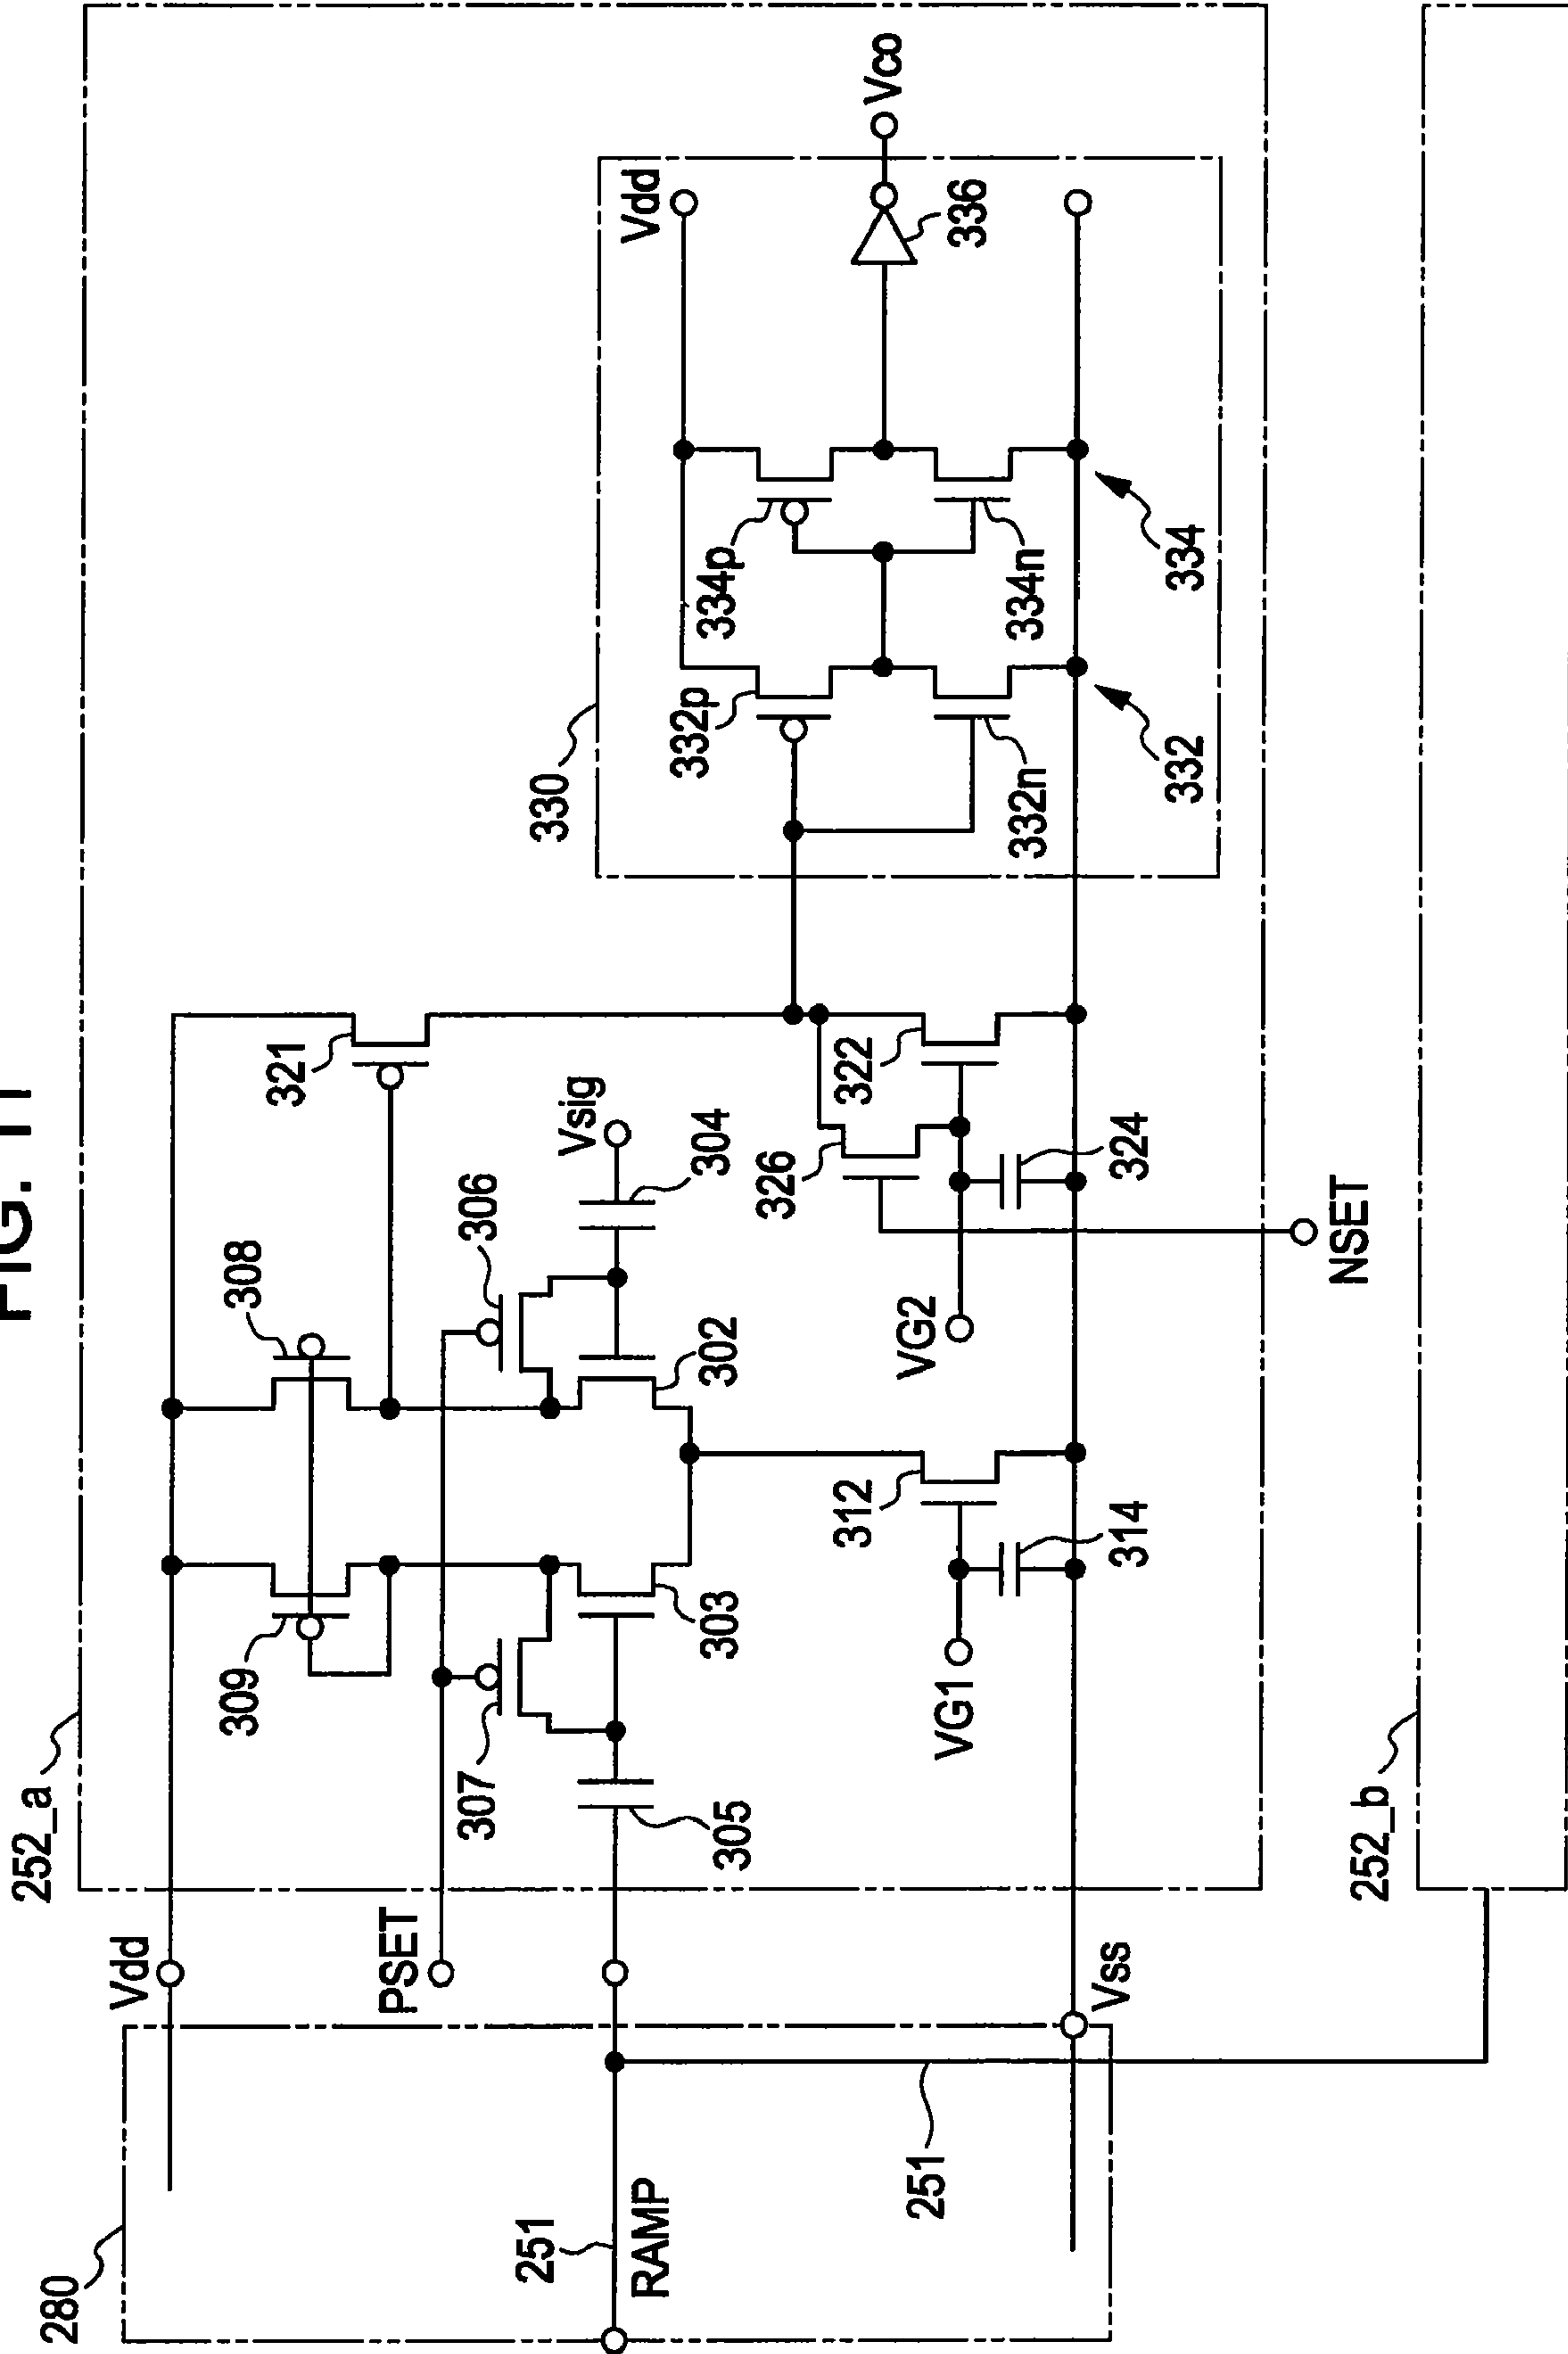 FIG. 11
252_a
280
Vdd
309
308
321
PSET
307
306
251
RAMP
305
303
302
304
Vsig
330
Vdd
332p
334p
326
322
VG1
VG2
312
314
324
251
Vss
332n
334n
336
Vco
332
334
NSET
252_b